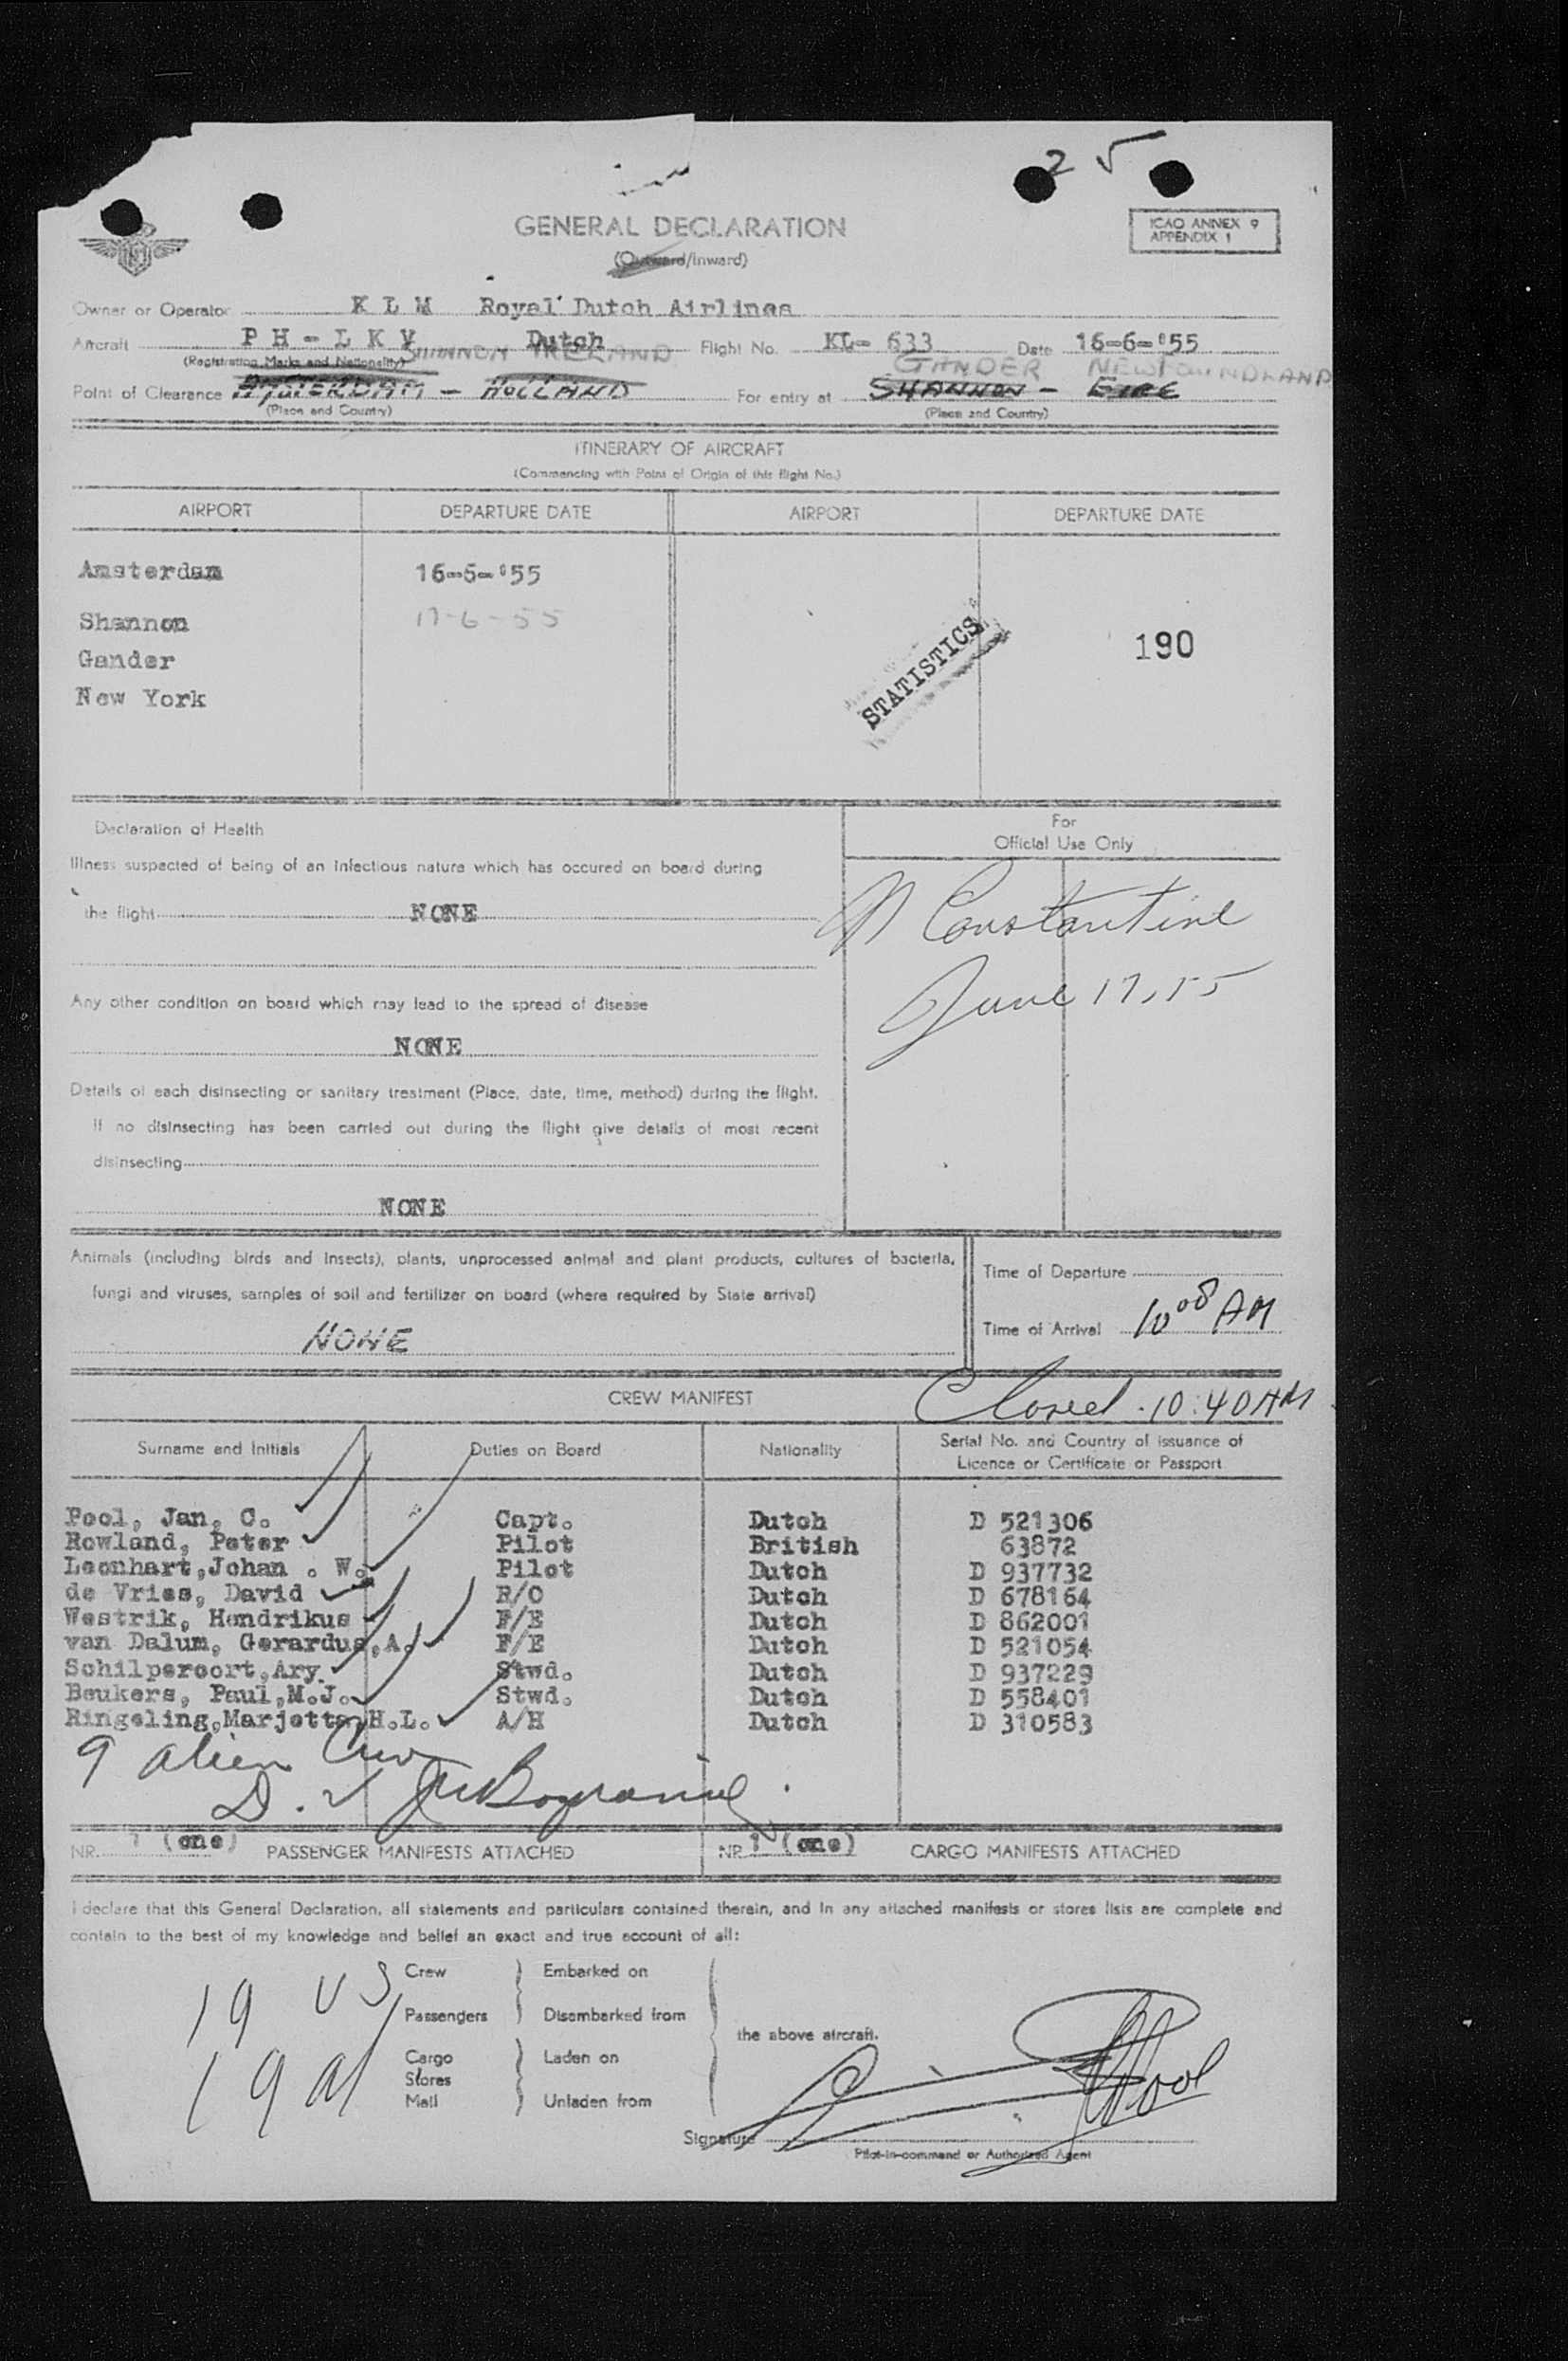 25
GENERAL DECLARATION
ICAO ANNEX 9
APPENDIX 1
(Outward/Inward)
Owner or Operator K L M Royal Dutch Airlines
Aircraft P H - L K V Dutch Flight No. KL- 633 Date 16-6-'55
(Registration Marks and Nationality) SHANNON IRELAND GANDER NEWFOUNDLAND
Point of Clearance AMSTERDAM - HOLLAND For entry at SHANNON - EIRE
(Place and Country) (Place and Country)
ITINERARY OF AIRCRAFT
(Commencing with Point of Origin of this flight No.)
AIRPORT DEPARTURE DATE AIRPORT DEPARTURE DATE
Amsterdam 16-6-'55
Shannon 17-6-55
Gander
New York
STATISTICS
190
Declaration of Health
For
Official Use Only
Illness suspected of being of an infectious nature which has occured on board during
the flight NONE
Constantine
June 17, 55
Any other condition on board which may lead to the spread of disease
NONE
Details of each disinsecting or sanitary treatment (Place, date, time, method) during the flight.
If no disinsecting has been carried out during the flight give details of most recent
disinsecting
NONE
Animals (including birds and insects), plants, unprocessed animal and plant products, cultures of bacteria,
fungi and viruses, samples of soil and fertilizer on board (where required by State arrival)
NONE
Time of Departure
Time of Arrival 10 00 AM
CREW MANIFEST
Closed . 10:40 AM
Surname and Initials Duties on Board Nationality Serial No. and Country of issuance of
Licence or Certificate or Passport
Pool, Jan, C. Capt. Dutch D 521306
Rowland, Peter Pilot British 63872
Leonhart,Johan . W. Pilot Dutch D 937732
de Vries, David R/O Dutch D 678164
Westrik, Hendrikus F/E Dutch D 862001
van Dalum, Gerardus,A. F/E Dutch D 521054
Schilperoort,Ary. Stwd. Dutch D 937229
Beukers, Paul,M.J. Stwd. Dutch D 558401
Ringeling,Marjetta,H.L. A/H Dutch D 310583
9 alien Crew
NR. 1 (one) PASSENGER MANIFESTS ATTACHED NR 1 (one) CARGO MANIFESTS ATTACHED
I declare that this General Declaration, all statements and particulars contained therein, and in any attached manifests or stores lists are complete and
contain to the best of my knowledge and belief an exact and true account of all:
19 US
19 al
Crew Embarked on
Passengers Disembarked from
the above aircraft.
Cargo Laden on
Stores
Mail Unladen from
Signature Pool
Pilot-in-command or Authorized Agent